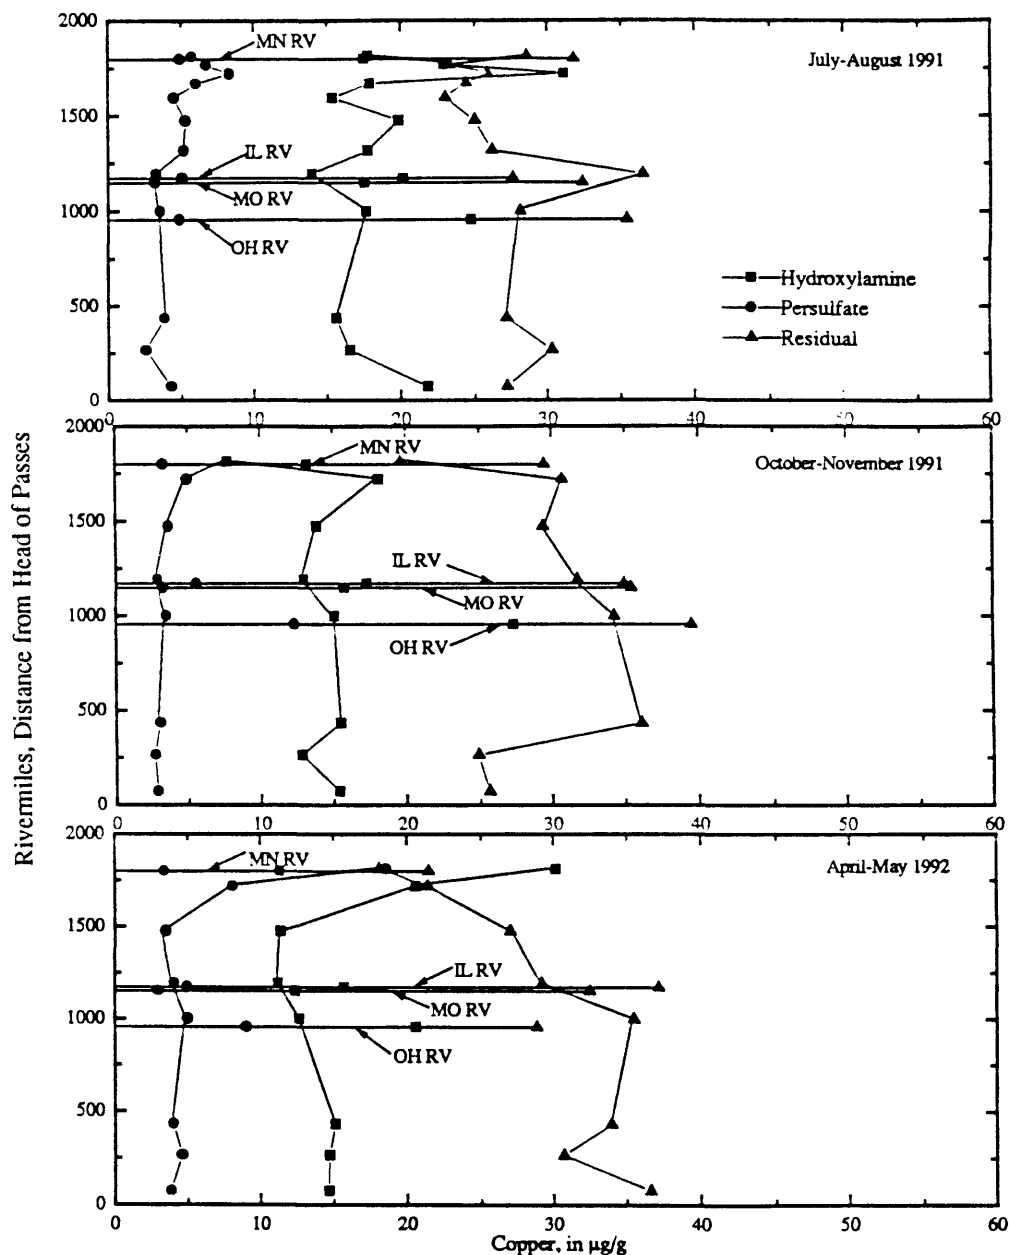 Rivermiles, Distance from Head of Passes
2000
1500
1000
500
0
MN RV
IL RV
MO RV
OH RV
July-August 1991
Hydroxylamine
Persulfate
Residual
0 10 20 30 40 50 60
2000
1500
1000
500
0
MN RV
IL RV
MO RV
OH RV
October-November 1991
0 10 20 30 40 50 60
2000
1500
1000
500
0
MN RV
IL RV
MO RV
OH RV
April-May 1992
0 10 20 30 40 50 60
Copper, in µg/g